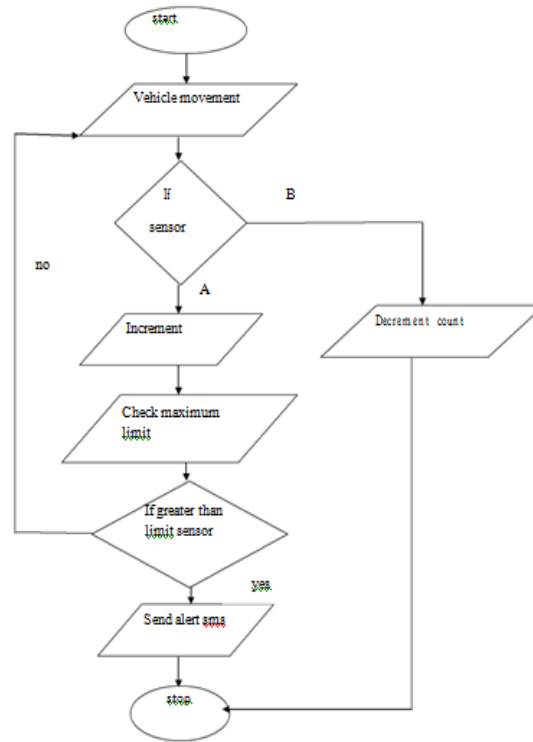 start
Vehicle movement
If
sensor
B
no
A
Increment
Decrement count
Check maximum
limit
If greater than
limit sensor
yes
Send alert sms
stop